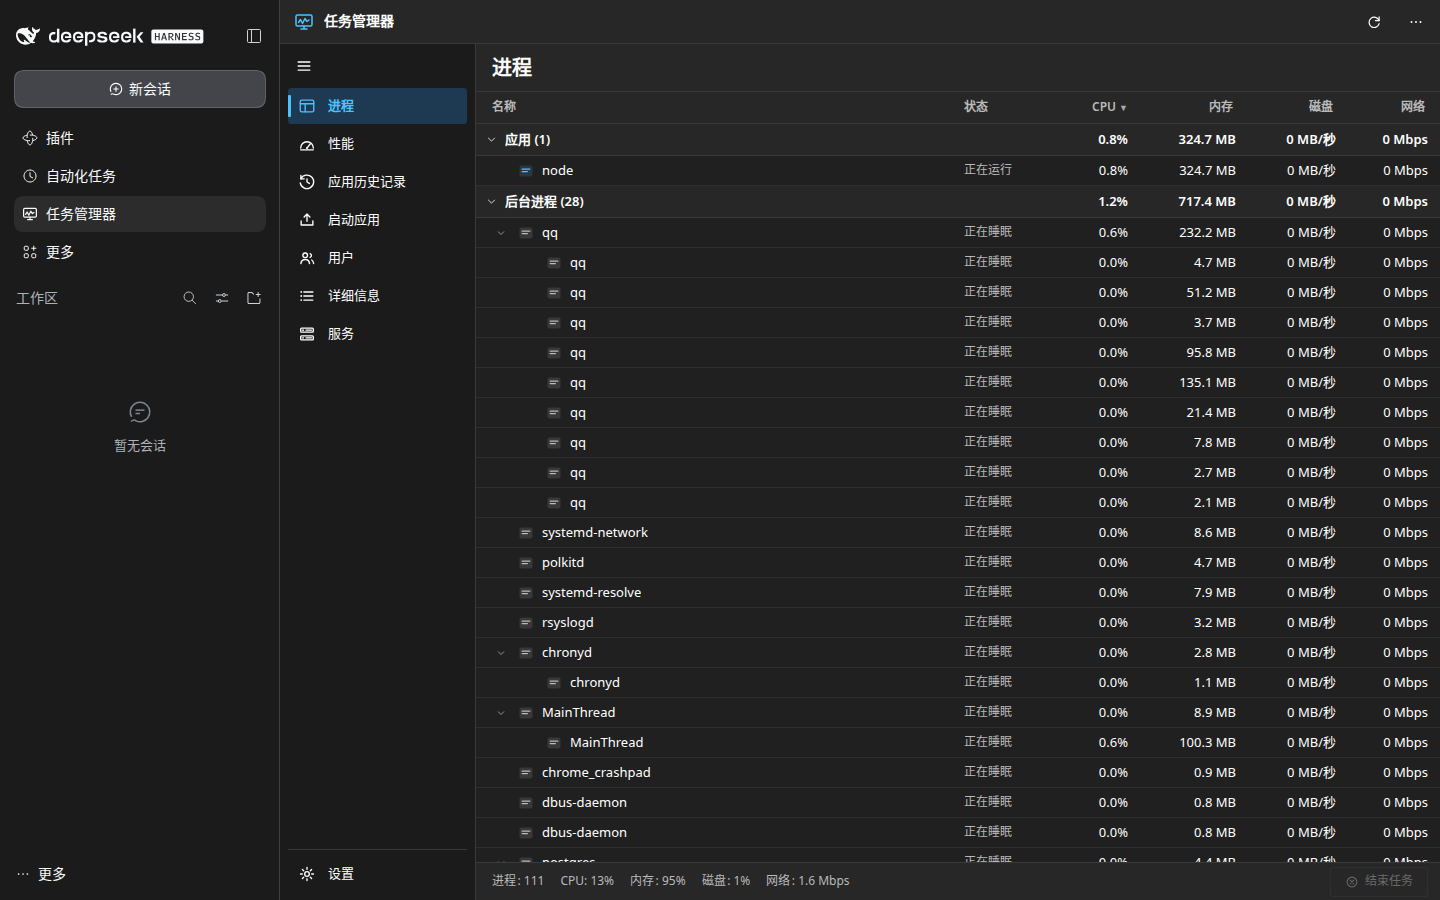 deepseek HARNESS
新会话
插件
自动化任务
任务管理器
更多
工作区
暂无会话
更多
任务管理器
进程
性能
应用历史记录
启动应用
用户
详细信息
服务
设置
进程
名称 状态 CPU ▼ 内存 磁盘 网络
应用 (1) 0.8% 324.7 MB 0 MB/秒 0 Mbps
node 正在运行 0.8% 324.7 MB 0 MB/秒 0 Mbps
后台进程 (28) 1.2% 717.4 MB 0 MB/秒 0 Mbps
qq 正在睡眠 0.6% 232.2 MB 0 MB/秒 0 Mbps
qq 正在睡眠 0.0% 4.7 MB 0 MB/秒 0 Mbps
qq 正在睡眠 0.0% 51.2 MB 0 MB/秒 0 Mbps
qq 正在睡眠 0.0% 3.7 MB 0 MB/秒 0 Mbps
qq 正在睡眠 0.0% 95.8 MB 0 MB/秒 0 Mbps
qq 正在睡眠 0.0% 135.1 MB 0 MB/秒 0 Mbps
qq 正在睡眠 0.0% 21.4 MB 0 MB/秒 0 Mbps
qq 正在睡眠 0.0% 7.8 MB 0 MB/秒 0 Mbps
qq 正在睡眠 0.0% 2.7 MB 0 MB/秒 0 Mbps
qq 正在睡眠 0.0% 2.1 MB 0 MB/秒 0 Mbps
systemd-network 正在睡眠 0.0% 8.6 MB 0 MB/秒 0 Mbps
polkitd 正在睡眠 0.0% 4.7 MB 0 MB/秒 0 Mbps
systemd-resolve 正在睡眠 0.0% 7.9 MB 0 MB/秒 0 Mbps
rsyslogd 正在睡眠 0.0% 3.2 MB 0 MB/秒 0 Mbps
chronyd 正在睡眠 0.0% 2.8 MB 0 MB/秒 0 Mbps
chronyd 正在睡眠 0.0% 1.1 MB 0 MB/秒 0 Mbps
MainThread 正在睡眠 0.0% 8.9 MB 0 MB/秒 0 Mbps
MainThread 正在睡眠 0.6% 100.3 MB 0 MB/秒 0 Mbps
chrome_crashpad 正在睡眠 0.0% 0.9 MB 0 MB/秒 0 Mbps
dbus-daemon 正在睡眠 0.0% 0.8 MB 0 MB/秒 0 Mbps
dbus-daemon 正在睡眠 0.0% 0.8 MB 0 MB/秒 0 Mbps
postgres 正在睡眠 0.0% 4.4 MB 0 MB/秒 0 Mbps
进程: 111 CPU: 13% 内存: 95% 磁盘: 1% 网络: 1.6 Mbps
结束任务